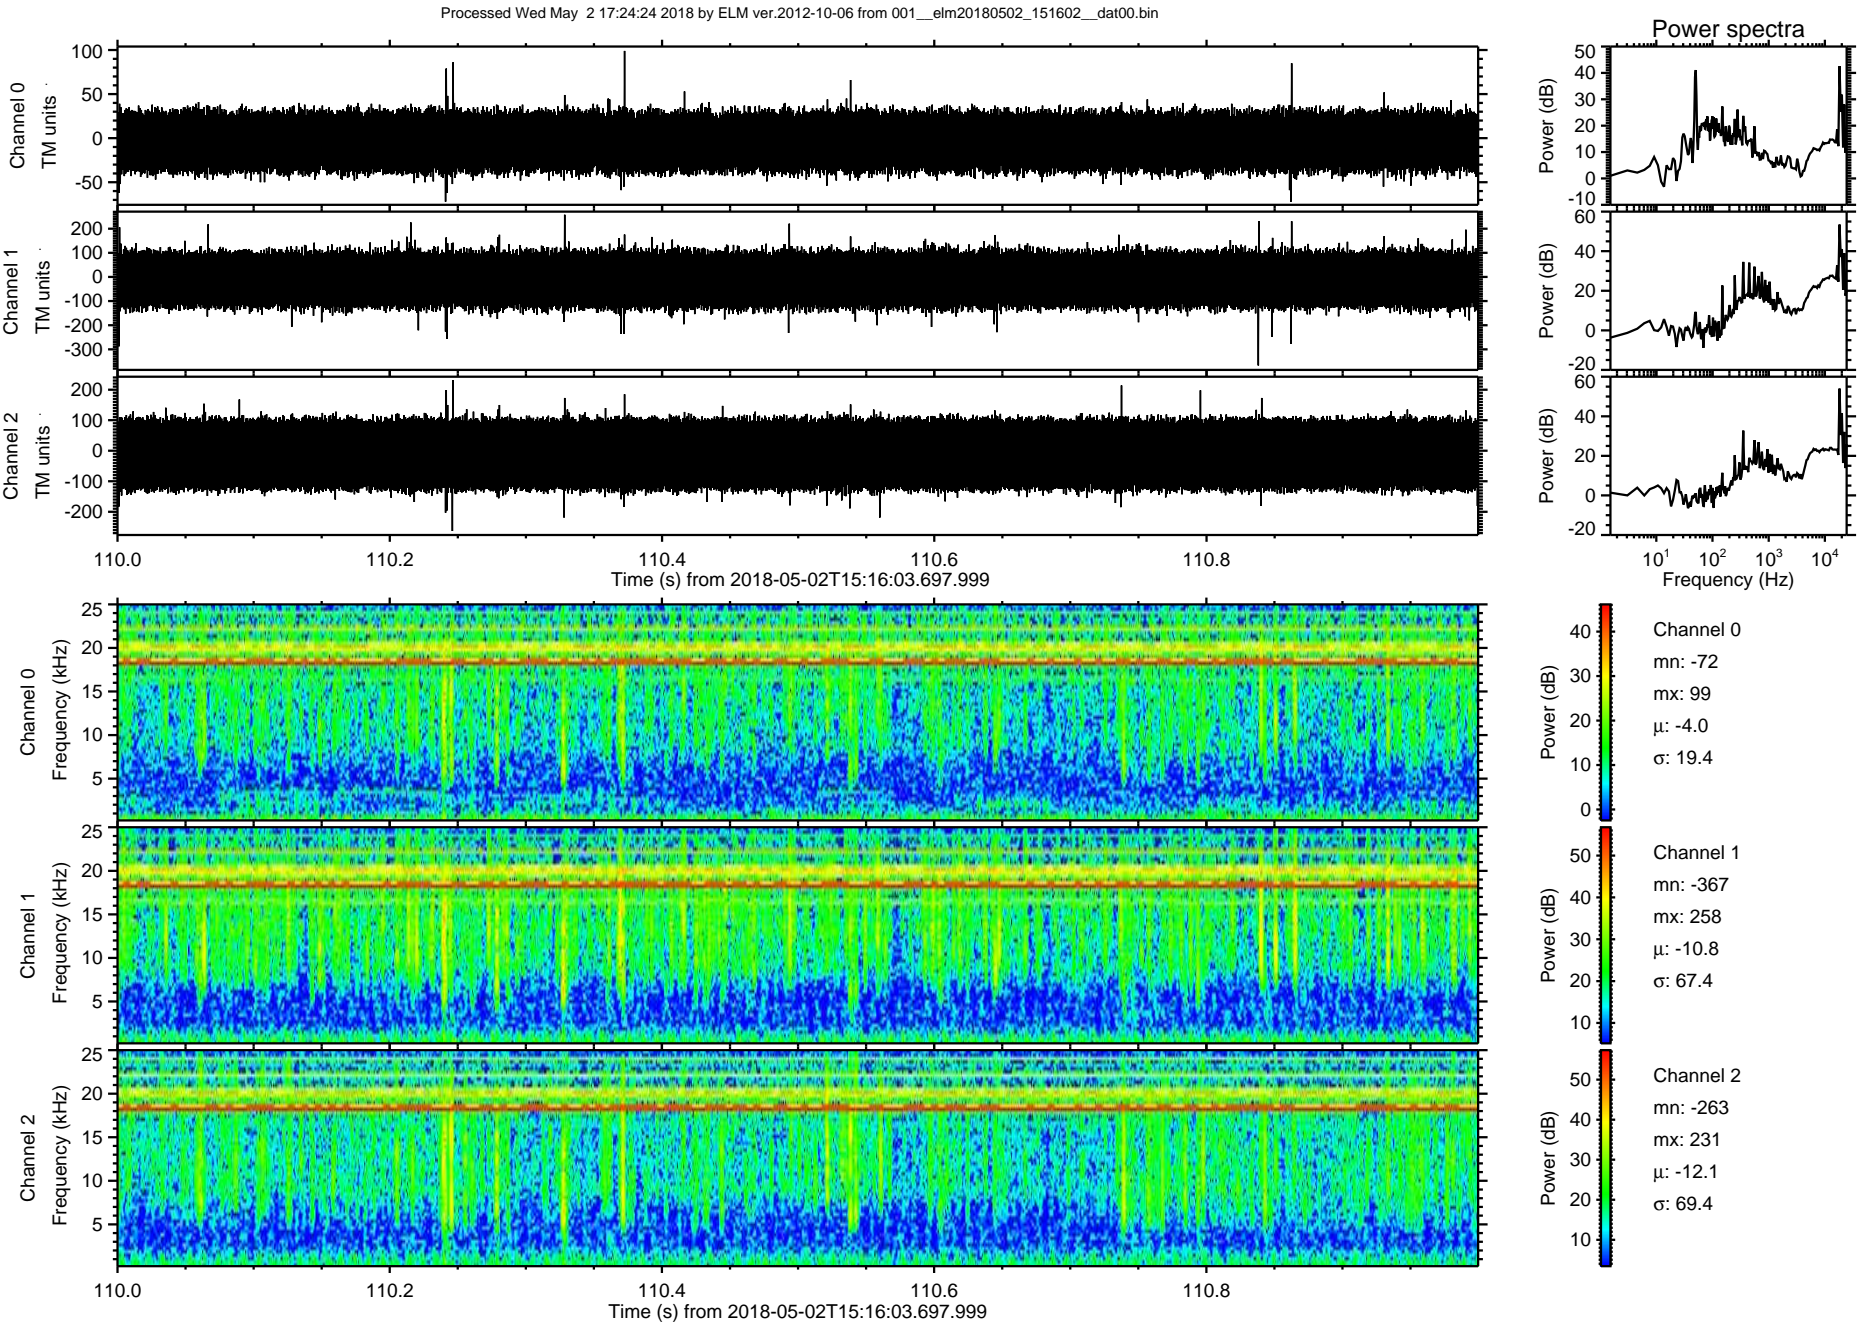 Processed Wed May  2 17:24:24 2018 by ELM ver.2012-10-06 from 001__elm20180502_151602__dat00.bin
Power spectra
Channel 0
TM units
100
50
0
-50
Power (dB)
50
40
30
20
10
0
-10
Channel 1
TM units
200
100
0
-100
-200
-300
Power (dB)
60
40
20
0
-20
Channel 2
TM units
200
100
0
-100
-200
Power (dB)
60
40
20
0
-20
110.0 110.2 110.4 110.6 110.8
Time (s) from 2018-05-02T15:16:03.697.999
10¹ 10² 10³ 10⁴
Frequency (Hz)
Channel 0
Frequency (kHz)
25
20
15
10
5
Power (dB)
40
30
20
10
0
Channel 0
mn: -72
mx: 99
μ: -4.0
σ: 19.4
Channel 1
Frequency (kHz)
25
20
15
10
5
Power (dB)
50
40
30
20
10
Channel 1
mn: -367
mx: 258
μ: -10.8
σ: 67.4
Channel 2
Frequency (kHz)
25
20
15
10
5
Power (dB)
50
40
30
20
10
Channel 2
mn: -263
mx: 231
μ: -12.1
σ: 69.4
110.0 110.2 110.4 110.6 110.8
Time (s) from 2018-05-02T15:16:03.697.999